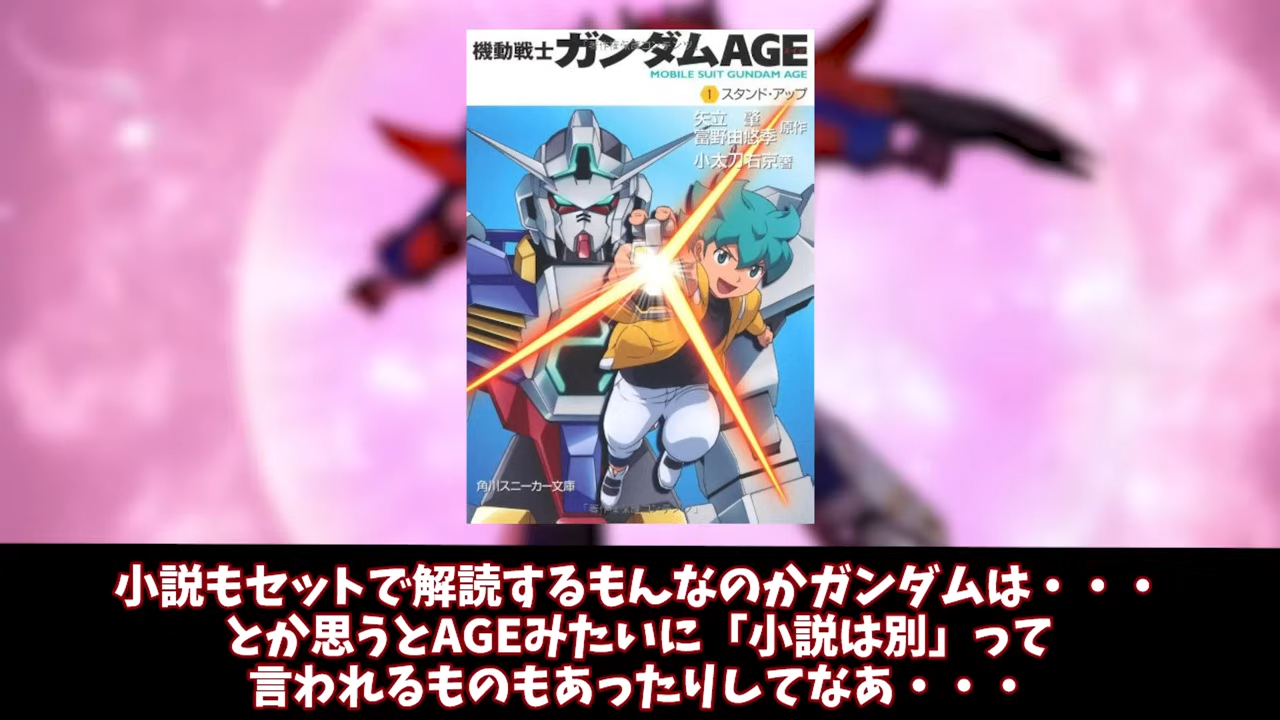 機動戦士ガンダムAGE
MOBILE SUIT GUNDAM AGE
1 スタンド・アップ
矢立 肇
富野由悠季 原作
小太刀右京 著
角川スニーカー文庫
小説もセットで解読するもんなのかガンダムは・・・
とか思うとAGEみたいに「小説は別」って
言われるものもあったりしてなあ・・・